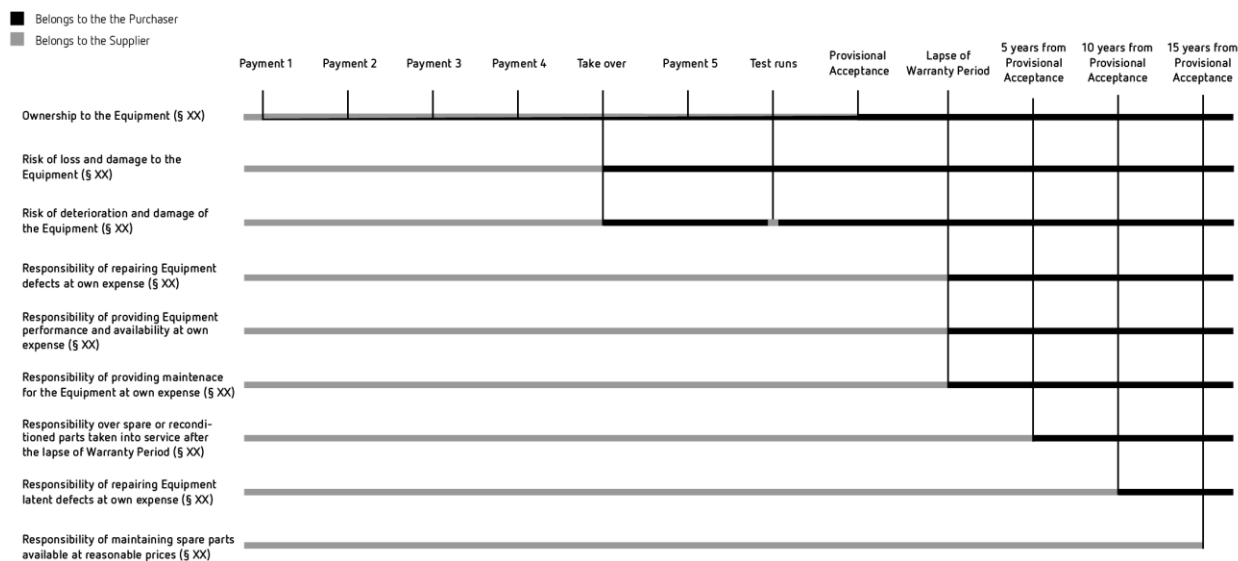 Belongs to the the Purchaser
Belongs to the Supplier
Payment 1
Payment 2
Payment 3
Payment 4
Take over
Payment 5
Test runs
Provisional
Acceptance
Lapse of
Warranty Period
5 years from
Provisional
Acceptance
10 years from
Provisional
Acceptance
15 years from
Provisional
Acceptance
Ownership to the Equipment (§ XX)
Risk of loss and damage to the
Equipment (§ XX)
Risk of deterioration and damage of
the Equipment (§ XX)
Responsibility of repairing Equipment
defects at own expense (§ XX)
Responsibility of providing Equipment
performance and availability at own
expense (§ XX)
Responsibility of providing maintenace
for the Equipment at own expense (§ XX)
Responsibility over spare or recondi-
tioned parts taken into service after
the lapse of Warranty Period (§ XX)
Responsibility of repairing Equipment
latent defects at own expense (§ XX)
Responsibility of maintaining spare parts
available at reasonable prices (§ XX)